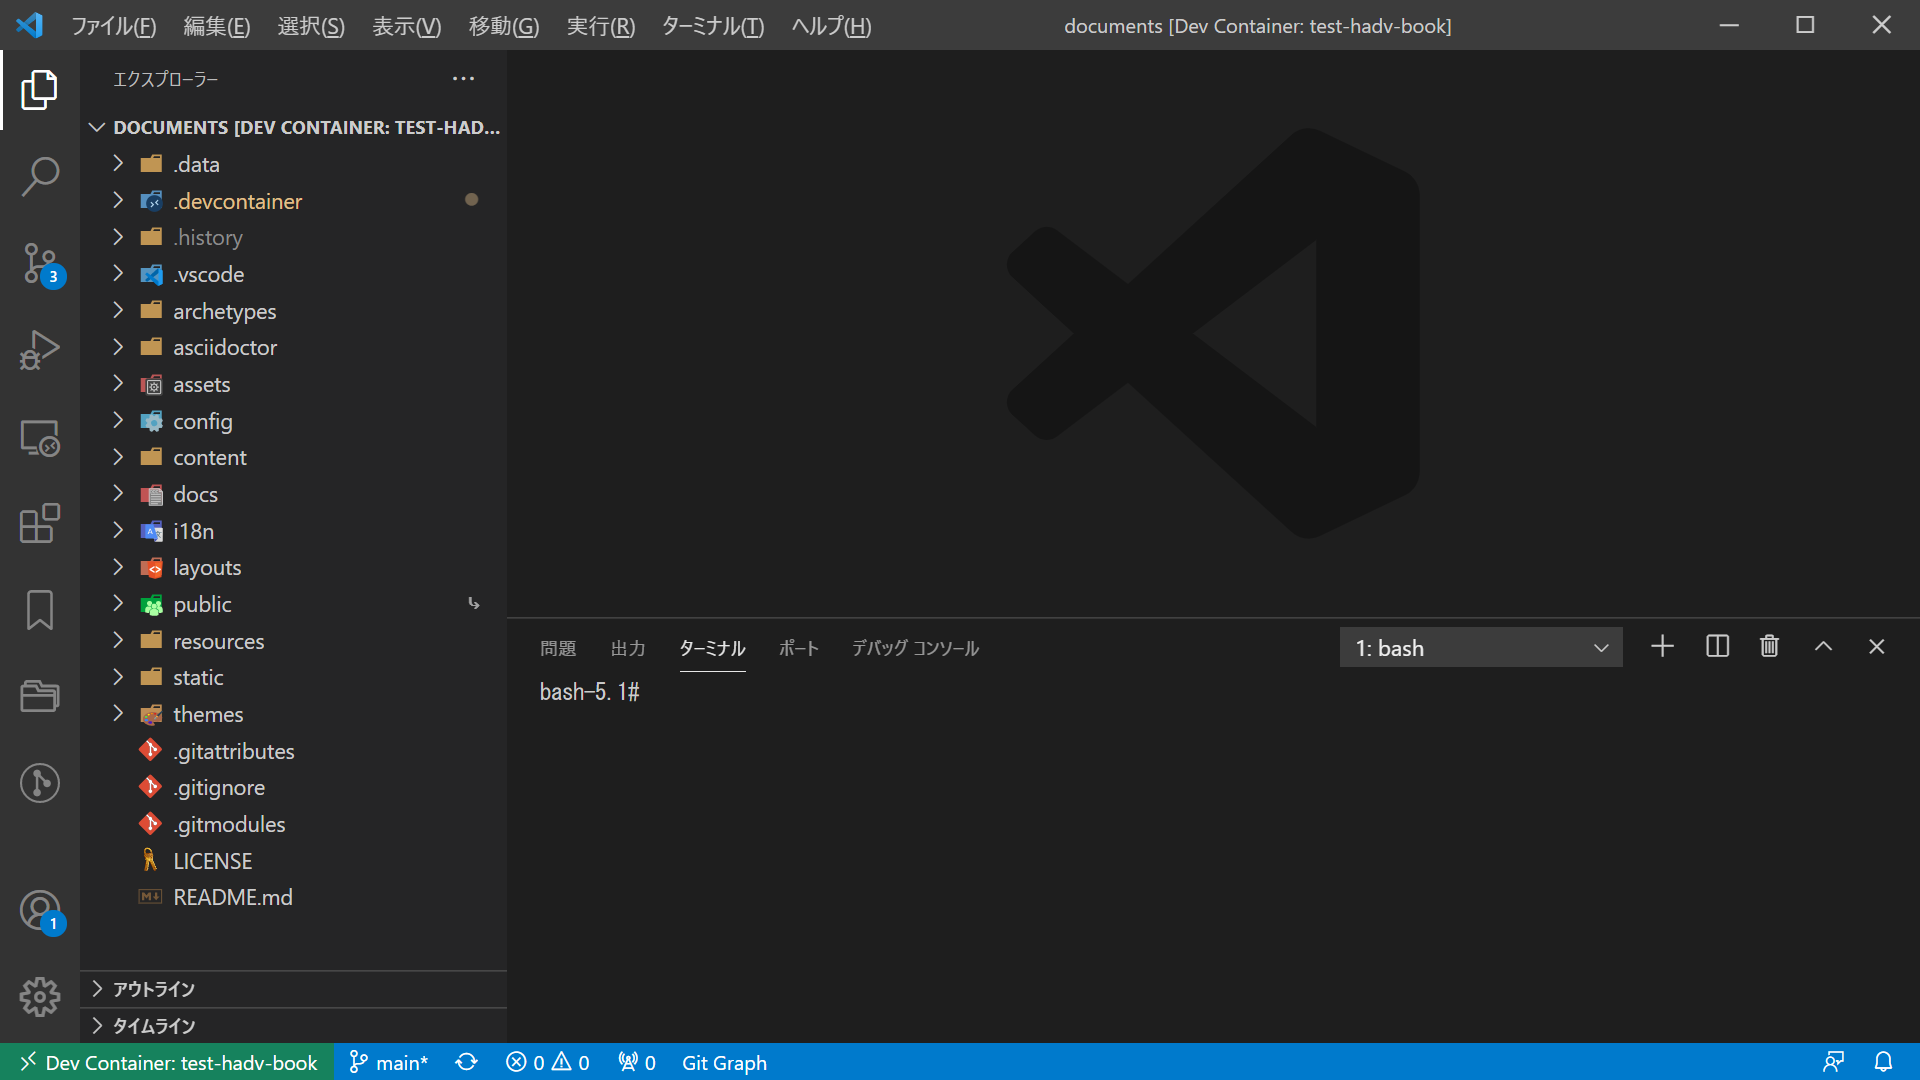 ファイル(F) 編集(E) 選択(S) 表示(V) 移動(G) 実行(R) ターミナル(T) ヘルプ(H) documents [Dev Container: test-hadv-book]
エクスプローラー
DOCUMENTS [DEV CONTAINER: TEST-HAD...
.data
.devcontainer
.history
.vscode
archetypes
asciidoctor
assets
config
content
docs
i18n
layouts
public
resources
static
themes
.gitattributes
.gitignore
.gitmodules
LICENSE
README.md
アウトライン
タイムライン
3
1
問題 出力 ターミナル ポート デバッグ コンソール 1: bash
bash-5.1#
Dev Container: test-hadv-book main* 0 0 0 Git Graph